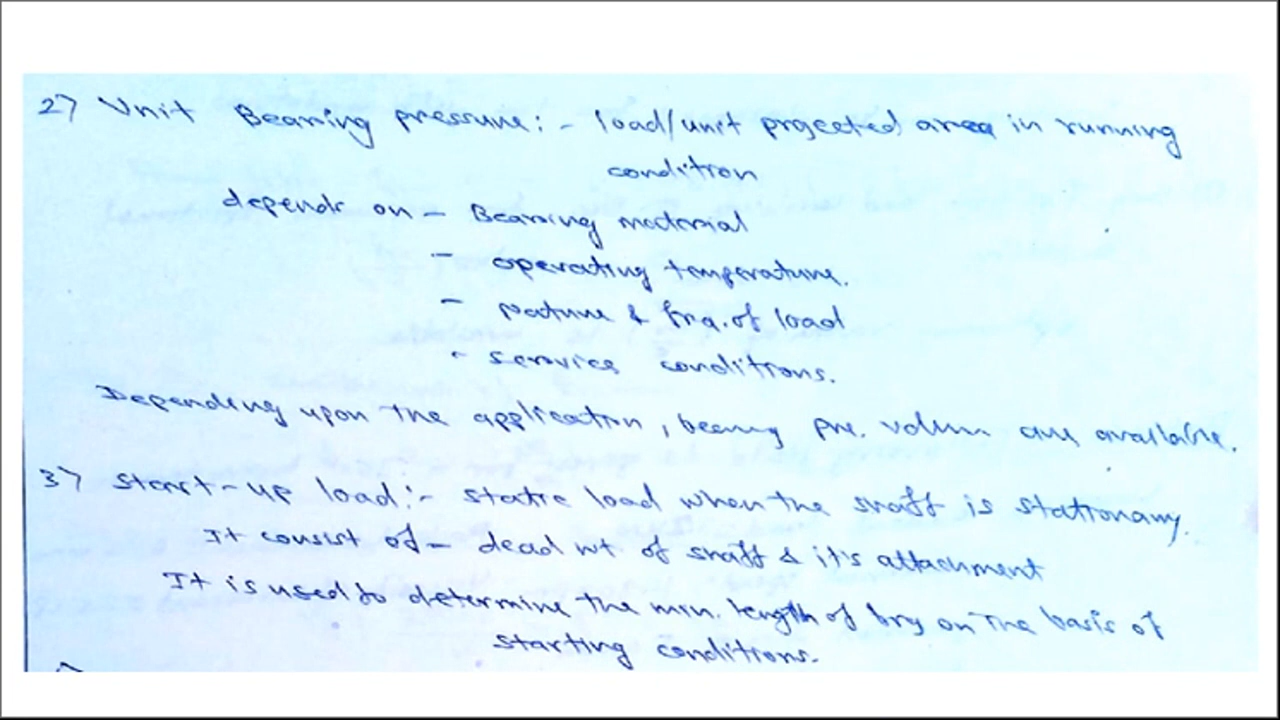 2) Unit Bearing pressure:- load/unit projected area in running
condition
depends on - Bearing material
- operating temperature.
- nature & frq. of load
- service conditions.
Depending upon the application, bearing pre. values are available.
3) Start-up load:- static load when the shaft is stationary.
It consist of - dead wt of shaft & it's attachment
It is used to determine the min. length of brg on the basis of
starting conditions.